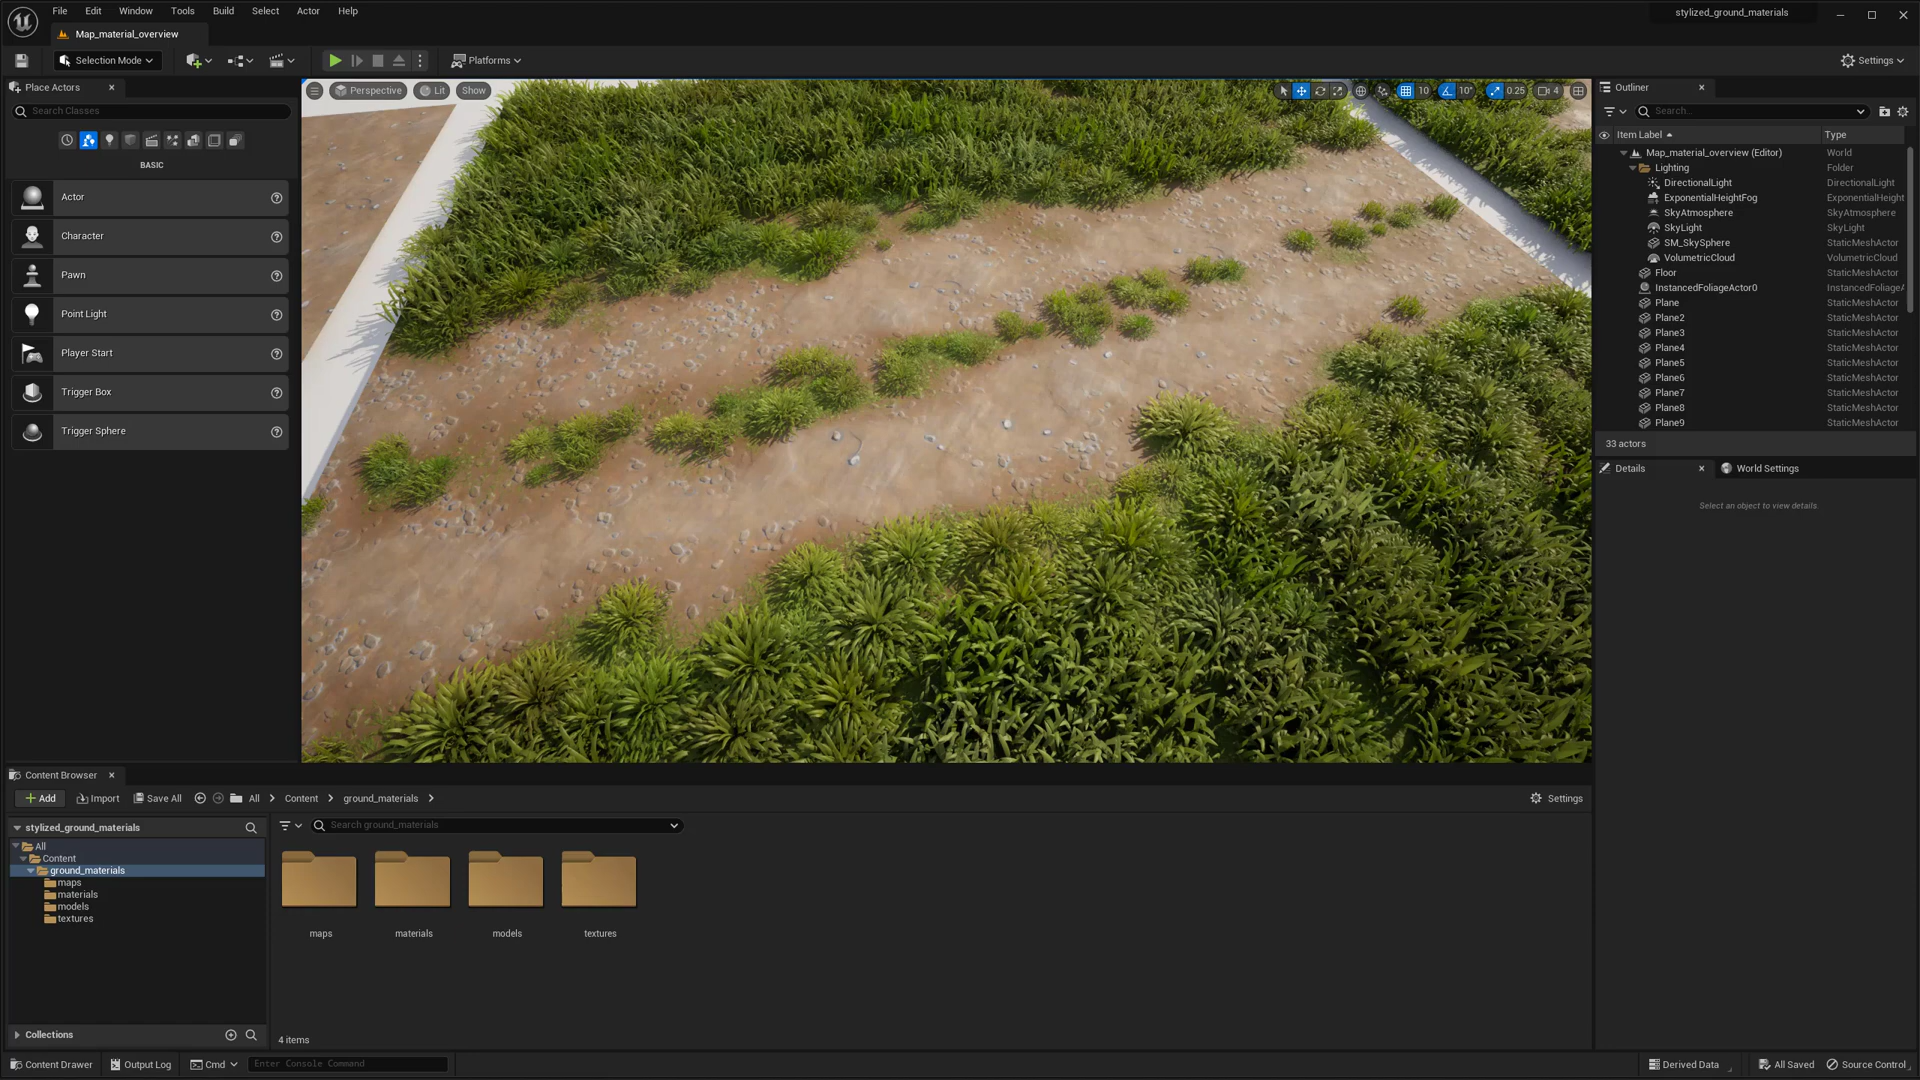 File Edit Window Tools Build Select Actor Help
stylized_ground_materials
Map_material_overview
Selection Mode
Platforms
Settings
Place Actors
Search Classes
BASIC
Actor
Character
Pawn
Point Light
Player Start
Trigger Box
Trigger Sphere
Perspective Lit Show
10 10° 0.25 4
Outliner
Search...
Item Label Type
Map_material_overview (Editor) World
Lighting Folder
DirectionalLight DirectionalLight
ExponentialHeightFog ExponentialHeight
SkyAtmosphere SkyAtmosphere
SkyLight SkyLight
SM_SkySphere StaticMeshActor
VolumetricCloud VolumetricCloud
Floor StaticMeshActor
InstancedFoliageActor0 InstancedFoliageA
Plane StaticMeshActor
Plane2 StaticMeshActor
Plane3 StaticMeshActor
Plane4 StaticMeshActor
Plane5 StaticMeshActor
Plane6 StaticMeshActor
Plane7 StaticMeshActor
Plane8 StaticMeshActor
Plane9 StaticMeshActor
33 actors
Details World Settings
Select an object to view details
Content Browser
Add Import Save All All Content ground_materials
Settings
stylized_ground_materials
All
Content
ground_materials
maps
materials
models
textures
Collections
Search ground_materials
maps materials models textures
4 items
Content Drawer Output Log Cmd Enter Console Command
Derived Data All Saved Source Control